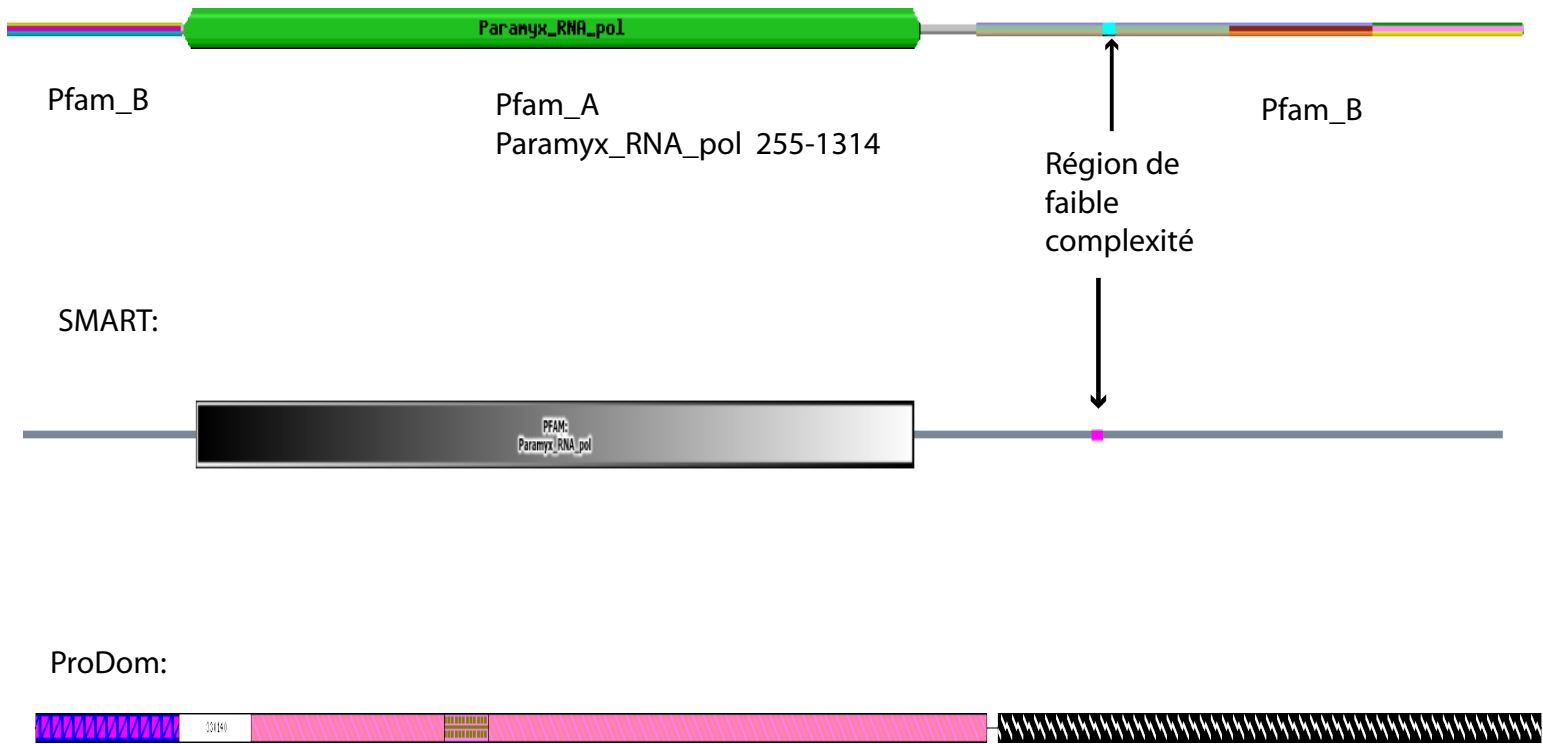 Paramyx_RNA_pol
Pfam_B
Pfam_A
Paramyx_RNA_pol 255-1314
Pfam_B
Région de
faible
complexité
SMART:
PFAM:
Paramyx_RNA_pol
ProDom: